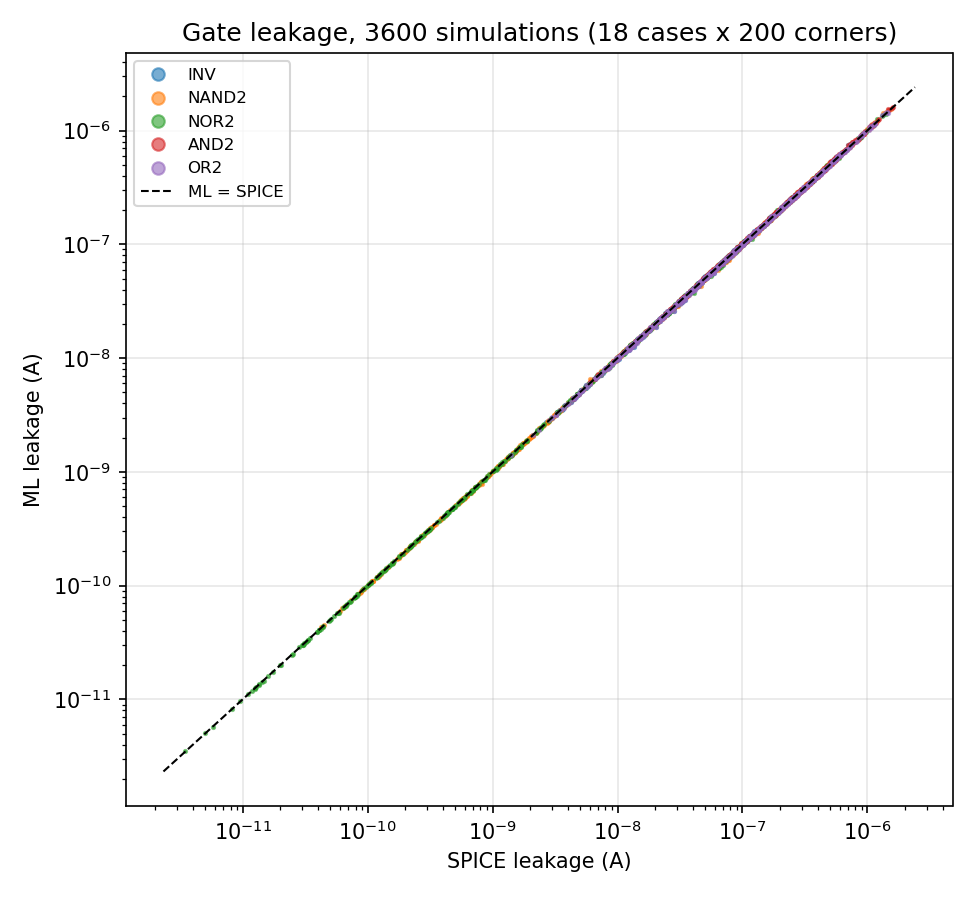 Gate leakage, 3600 simulations (18 cases x 200 corners)
INV
NAND2
NOR2
AND2
OR2
ML = SPICE
10⁻⁶
10⁻⁷
10⁻⁸
10⁻⁹
10⁻¹⁰
10⁻¹¹
ML leakage (A)
10⁻¹¹ 10⁻¹⁰ 10⁻⁹ 10⁻⁸ 10⁻⁷ 10⁻⁶
SPICE leakage (A)